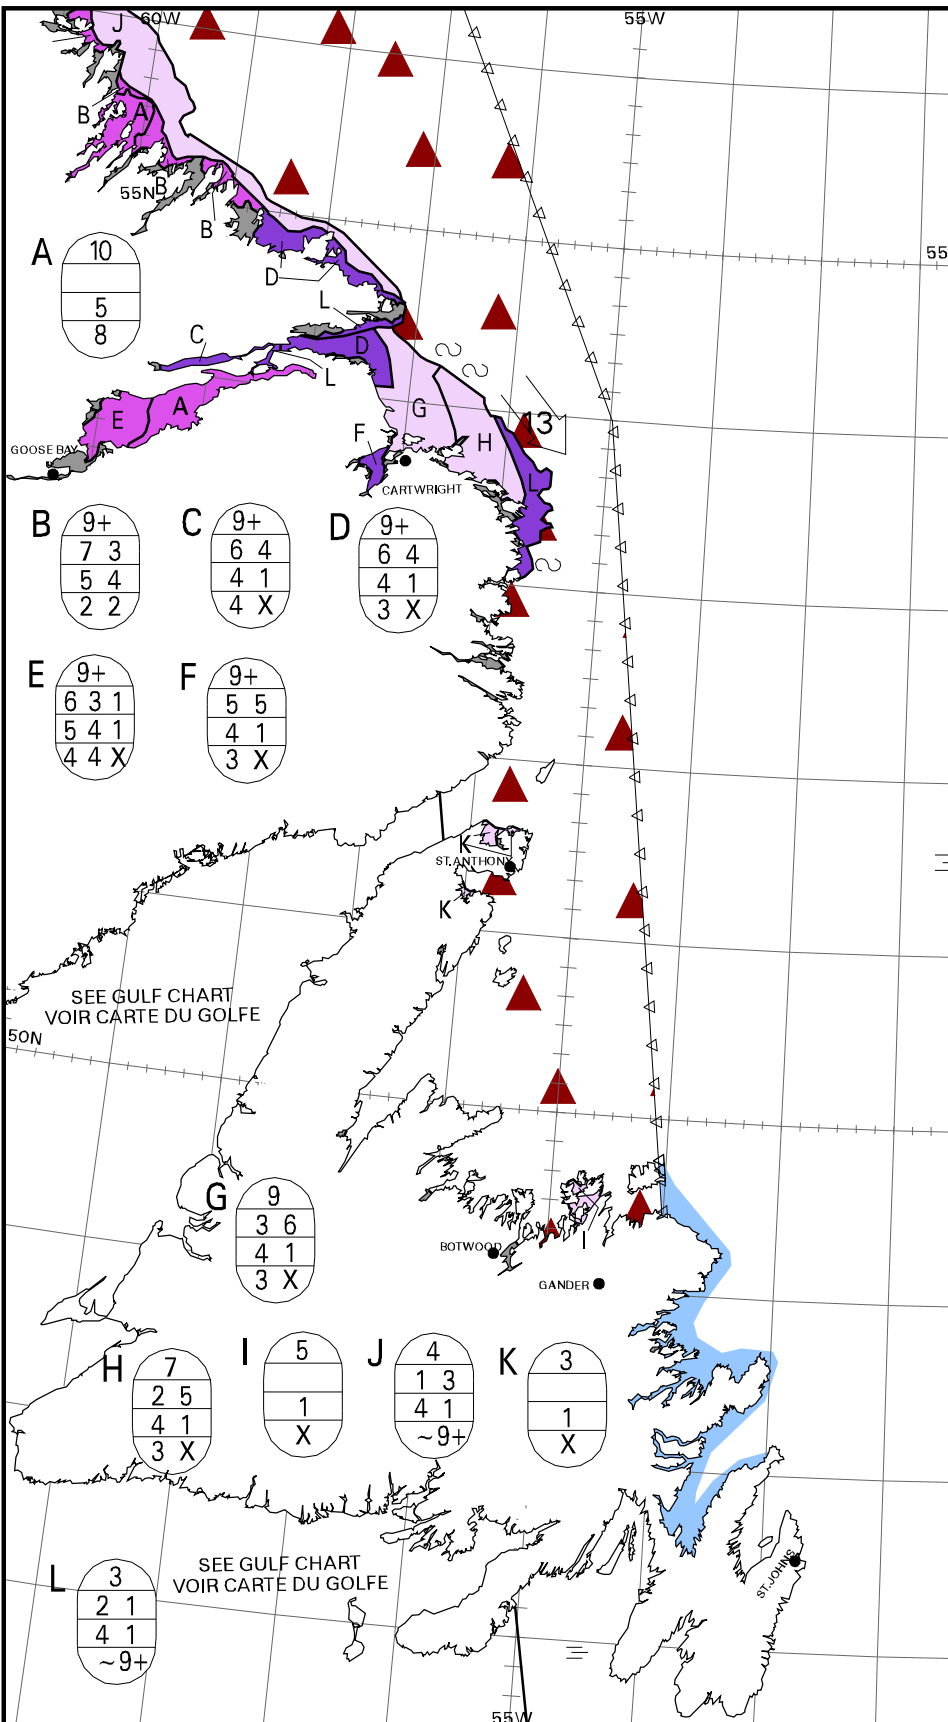 J
60W
55W
A
B
B
55N
B
D
55
A
10
5
8
L
C
D
L
E
A
G
F
H
13
GOOSE BAY
CARTWRIGHT
L
B
9+
7 3
5 4
2 2
C
9+
6 4
4 1
4 X
D
9+
6 4
4 1
3 X
E
9+
6 3 1
5 4 1
4 4 X
F
9+
5 5
4 1
3 X
K
ST.ANTHONY
K
SEE GULF CHART
VOIR CARTE DU GOLFE
50N
G
9
3 6
4 1
3 X
BOTWOOD
I
GANDER
H
7
2 5
4 1
3 X
I
5
1
X
J
4
1 3
4 1
~9+
K
3
1
X
L
3
2 1
4 1
~9+
SEE GULF CHART
VOIR CARTE DU GOLFE
ST.JOHNS
55W